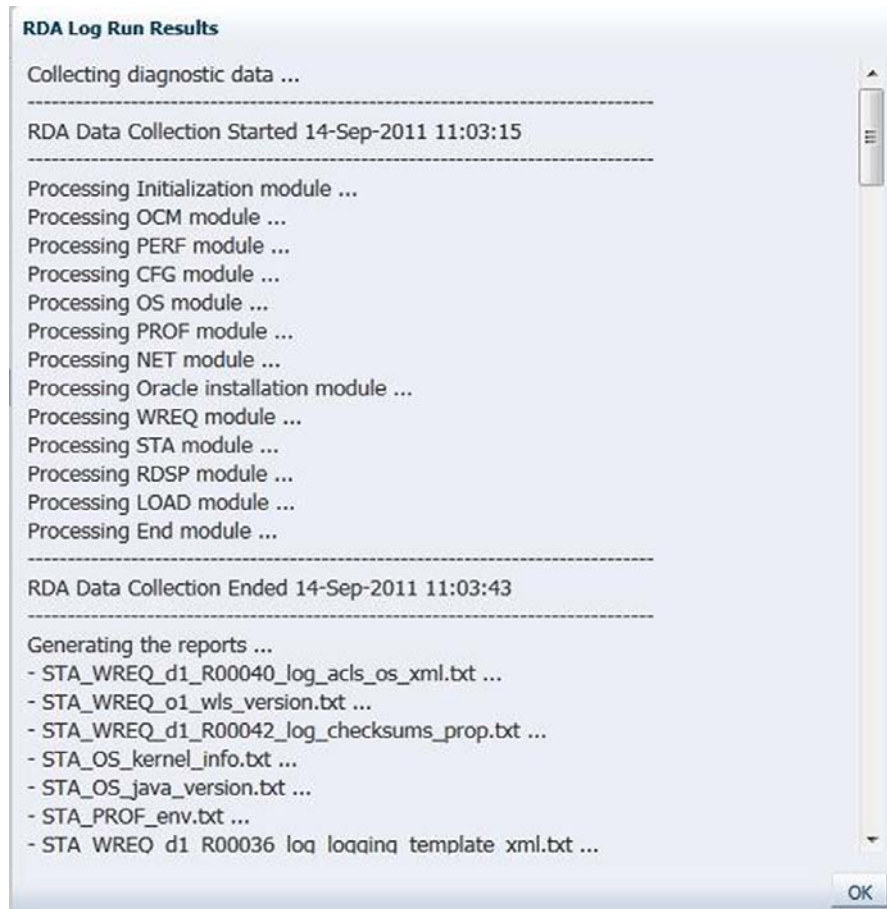 RDA Log Run Results
Collecting diagnostic data ...
--------------------------------------------------------------------------------
RDA Data Collection Started 14-Sep-2011 11:03:15
--------------------------------------------------------------------------------
Processing Initialization module ...
Processing OCM module ...
Processing PERF module ...
Processing CFG module ...
Processing OS module ...
Processing PROF module ...
Processing NET module ...
Processing Oracle installation module ...
Processing WREQ module ...
Processing STA module ...
Processing RDSP module ...
Processing LOAD module ...
Processing End module ...
--------------------------------------------------------------------------------
RDA Data Collection Ended 14-Sep-2011 11:03:43
--------------------------------------------------------------------------------
Generating the reports ...
- STA_WREQ_d1_R00040_log_acls_os_xml.txt ...
- STA_WREQ_o1_wls_version.txt ...
- STA_WREQ_d1_R00042_log_checksums_prop.txt ...
- STA_OS_kernel_info.txt ...
- STA_OS_java_version.txt ...
- STA_PROF_env.txt ...
- STA_WREQ_d1_R00036_log_logging_template_xml.txt ...
OK